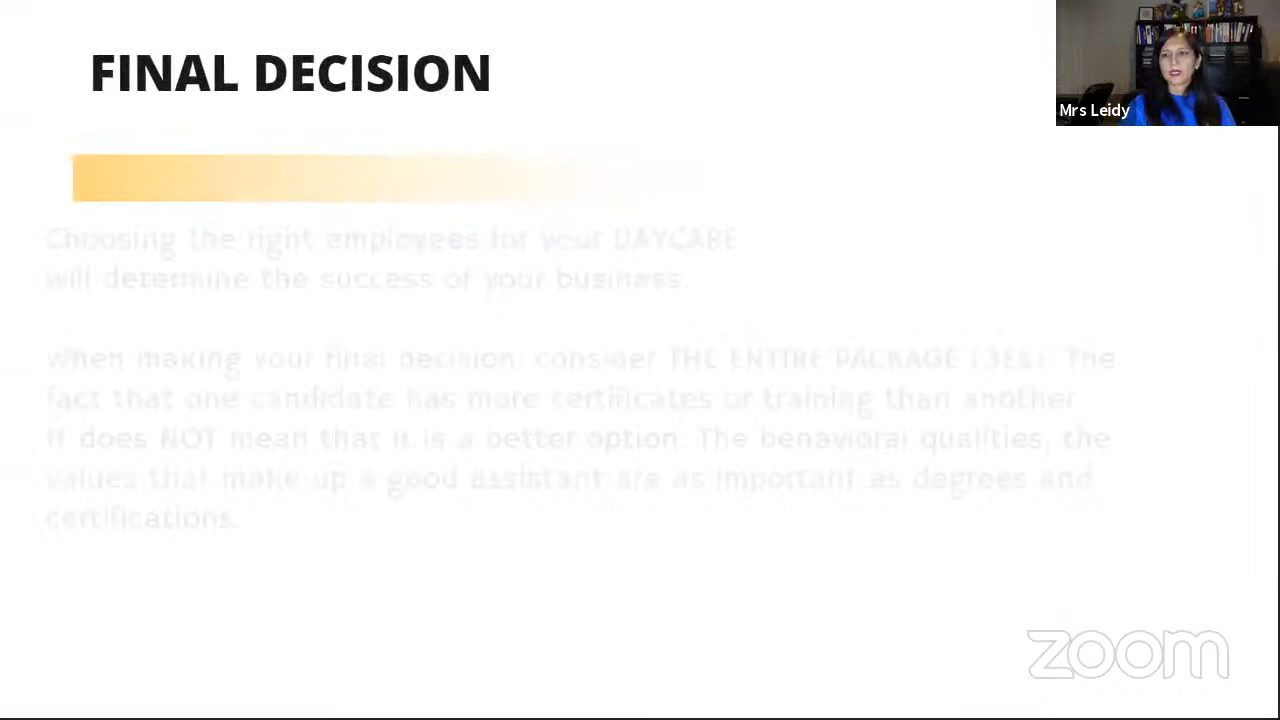 FINAL DECISION
Mrs Leidy
Choosing the right employees for your DAYCARE
will determine the success of your business.
When making your final decision, consider THE ENTIRE PACKAGE The
fact that one candidate has more certificates or training than another
it does NOT mean that it is a better option. The behavioral qualities, the
values that make up a good assistant are as important as degrees and
certifications.
zoom